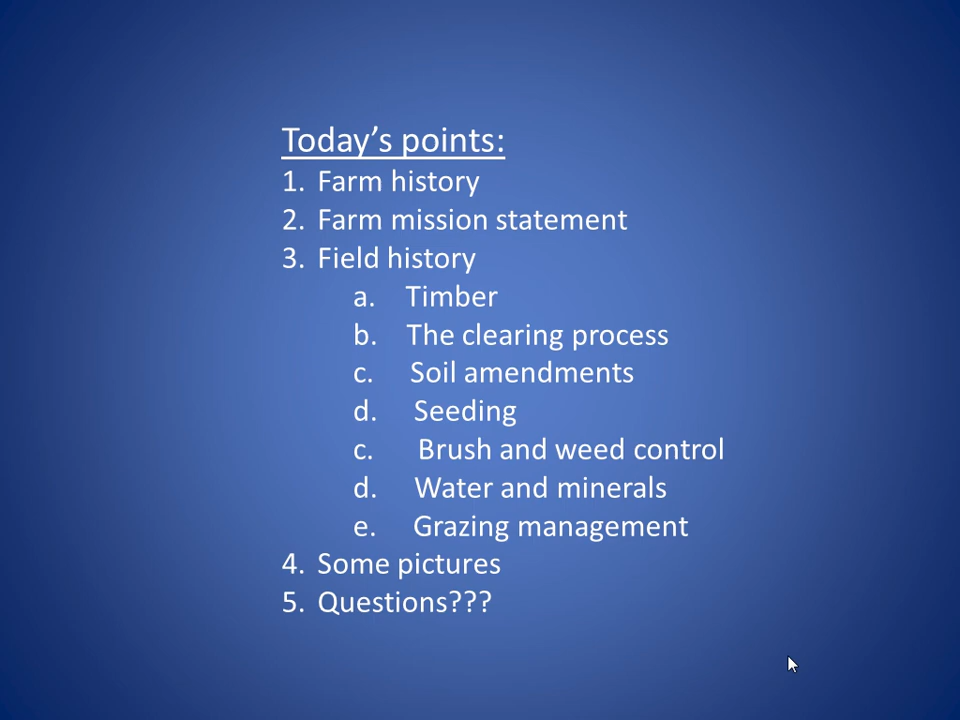 Today’s points:
1. Farm history
2. Farm mission statement
3. Field history
a. Timber
b. The clearing process
c. Soil amendments
d. Seeding
c. Brush and weed control
d. Water and minerals
e. Grazing management
4. Some pictures
5. Questions???